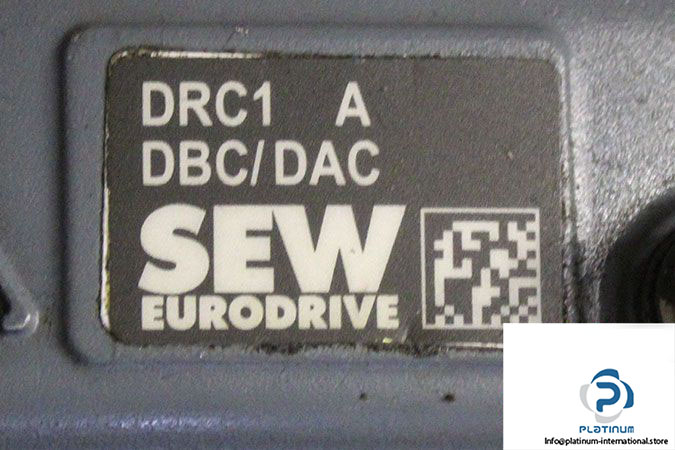 DRC1 A
DBC/DAC
SEW
EURODRIVE
PLATINUM
Info@platinum-international.store